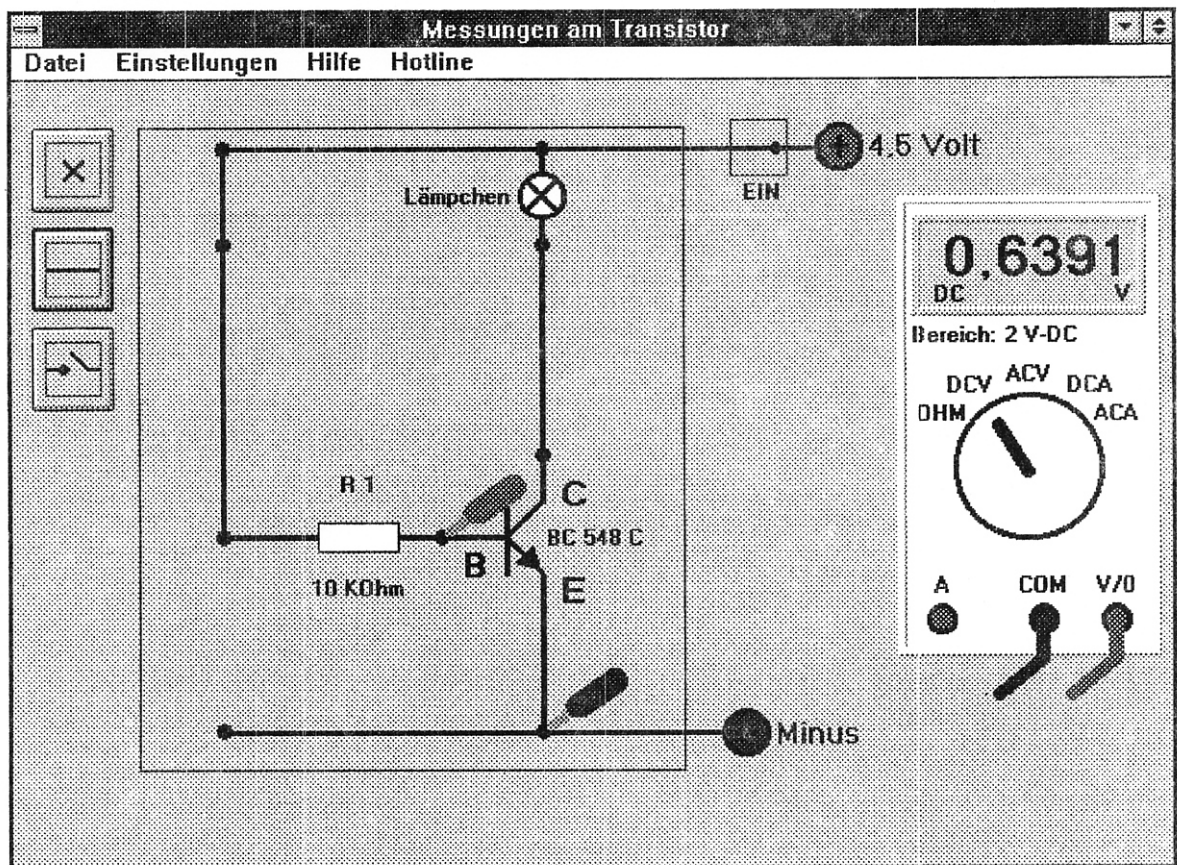 Messungen am Transistor
Datei Einstellungen Hilfe Hotline
4,5 Volt
EIN
Lämpchen
0,6391
DC V
Bereich: 2 V-DC
OHM DCV ACV DCA ACA
R 1
10 KOhm
B
C
BC 548 C
E
A COM V/0
Minus